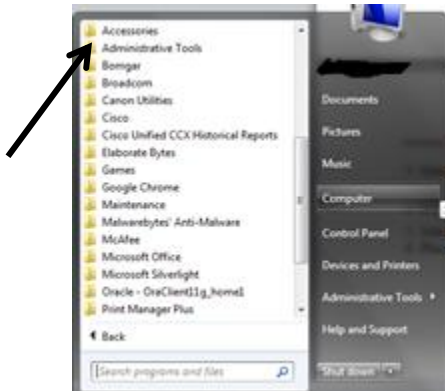 Accessories
Administrative Tools
Bomgar
Broadcom
Canon Utilities
Cisco
Cisco Unified CCX Historical Reports
Elaborate Bytes
Games
Google Chrome
Maintenance
Malwarebytes' Anti-Malware
McAfee
Microsoft Office
Microsoft Silverlight
Oracle - OraClient11g_home1
Print Manager Plus
Back
Search programs and files
Documents
Pictures
Music
Computer
Control Panel
Devices and Printers
Administrative Tools
Help and Support
Shut down